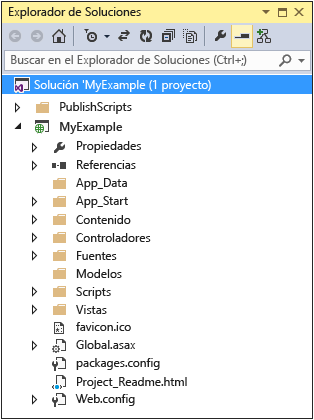 Explorador de Soluciones
Buscar en el Explorador de Soluciones (Ctrl+;)
Solución 'MyExample (1 proyecto)
PublishScripts
MyExample
Propiedades
Referencias
App_Data
App_Start
Contenido
Controladores
Fuentes
Modelos
Scripts
Vistas
favicon.ico
Global.asax
packages.config
Project_Readme.html
Web.config